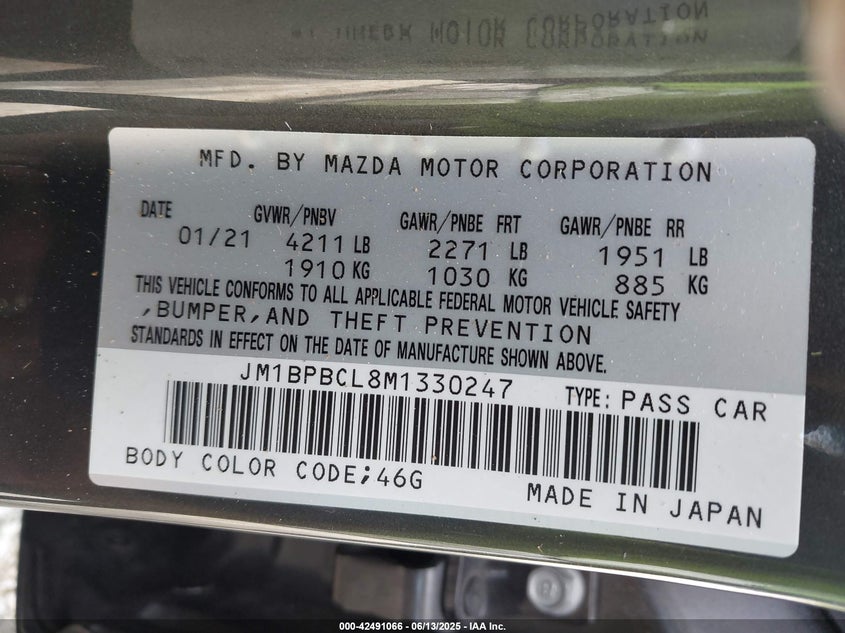 MFD. BY MAZDA MOTOR CORPORATION
DATE GVWR/PNBV GAWR/PNBE FRT GAWR/PNBE RR
01/21 4211 LB 2271 LB 1951 LB
1910 KG 1030 KG 885 KG
THIS VEHICLE CONFORMS TO ALL APPLICABLE FEDERAL MOTOR VEHICLE SAFETY
,BUMPER,AND THEFT PREVENTION
STANDARDS IN EFFECT ON THE DATE OF MANUFACTURE SHOWN ABOVE.
JM1BPBCL8M1330247 TYPE: PASS CAR
BODY COLOR CODE;46G
MADE IN JAPAN
000-42491066 - 06/13/2025 - IAA Inc.